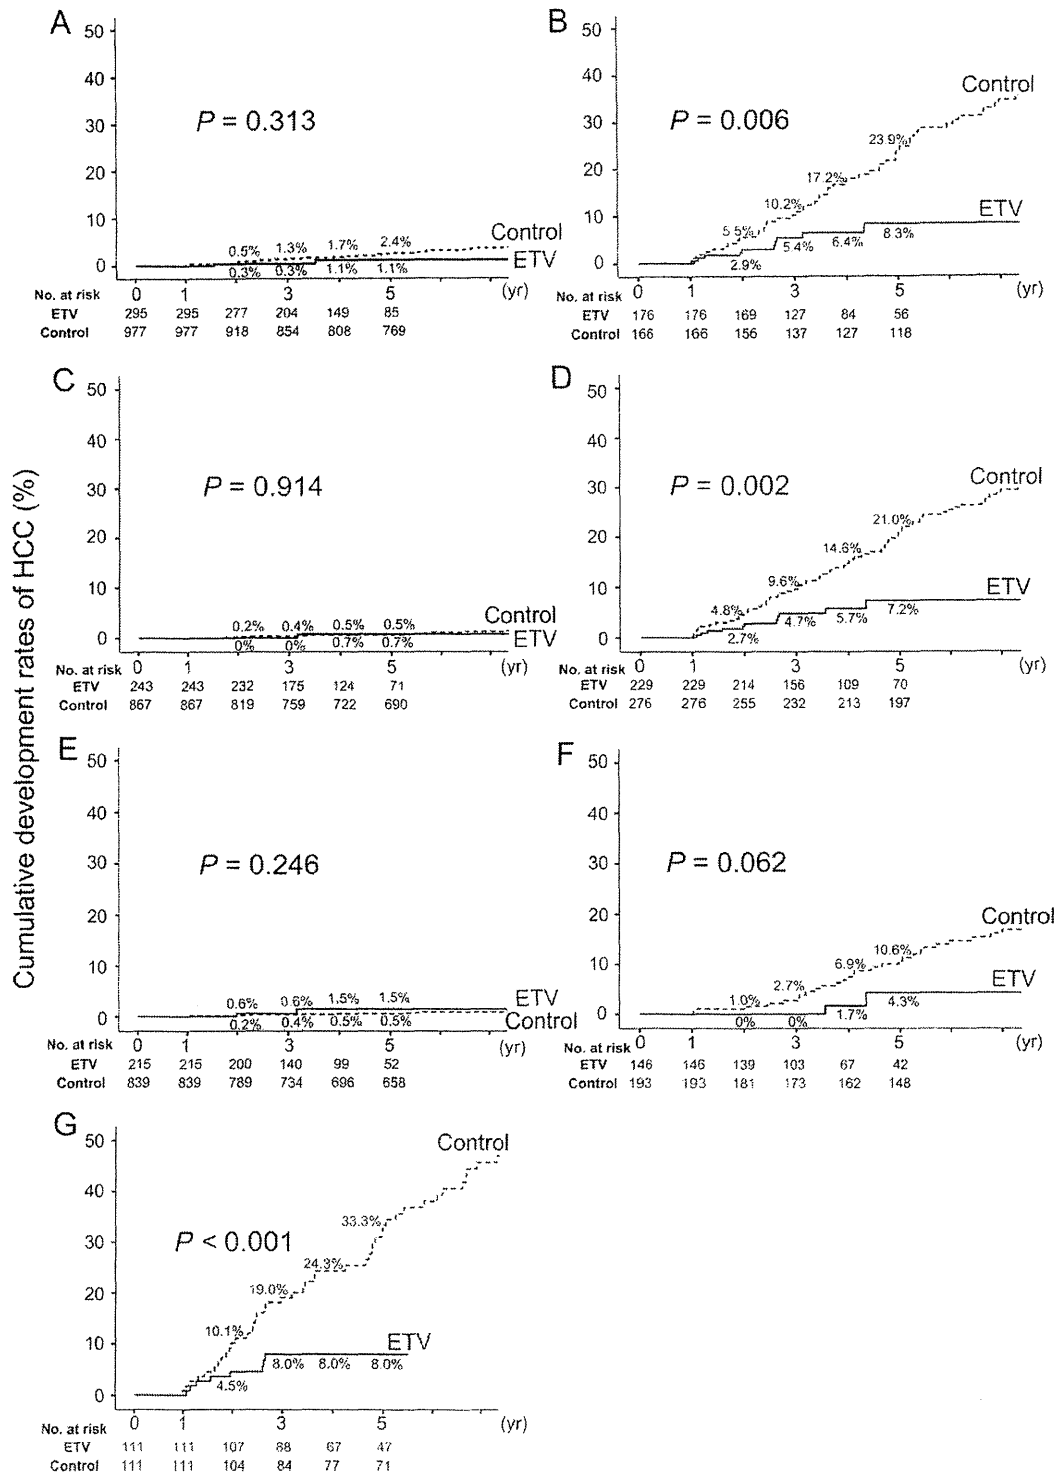 Cumulative development rates of HCC (%)
A
50
40
30
20
10
0
P = 0.313
Control
ETV
0.5% 1.3% 1.7% 2.4%
0.3% 0.3% 1.1% 1.1%
0 1 3 5 (yr)
No. at risk
ETV 295 295 277 204 149 85
Control 977 977 918 854 808 769
B
50
40
30
20
10
0
P = 0.006
Control
ETV
5.5% 10.2% 17.2% 23.9%
2.9% 5.4% 6.4% 8.3%
0 1 3 5 (yr)
No. at risk
ETV 176 176 169 127 84 56
Control 166 166 156 137 127 118
C
50
40
30
20
10
0
P = 0.914
Control
ETV
0.2% 0.4% 0.5% 0.5%
0% 0% 0.7% 0.7%
0 1 3 5 (yr)
No. at risk
ETV 243 243 232 175 124 71
Control 867 867 819 759 722 690
D
50
40
30
20
10
0
P = 0.002
Control
ETV
4.8% 9.6% 14.6% 21.0%
2.7% 4.7% 5.7% 7.2%
0 1 3 5 (yr)
No. at risk
ETV 229 229 214 156 109 70
Control 276 276 255 232 213 197
E
50
40
30
20
10
0
P = 0.246
ETV
Control
0.6% 0.6% 1.5% 1.5%
0.2% 0.4% 0.5% 0.5%
0 1 3 5 (yr)
No. at risk
ETV 215 215 200 140 99 52
Control 839 839 789 734 696 658
F
50
40
30
20
10
0
P = 0.062
Control
ETV
1.0% 2.7% 6.9% 10.6%
0% 0% 1.7% 4.3%
0 1 3 5 (yr)
No. at risk
ETV 146 146 139 103 67 42
Control 193 193 181 173 162 148
G
50
40
30
20
10
0
P < 0.001
Control
ETV
10.1% 19.0% 24.3% 33.3%
4.5% 8.0% 8.0% 8.0%
0 1 3 5 (yr)
No. at risk
ETV 111 111 107 88 67 47
Control 111 111 104 84 77 71